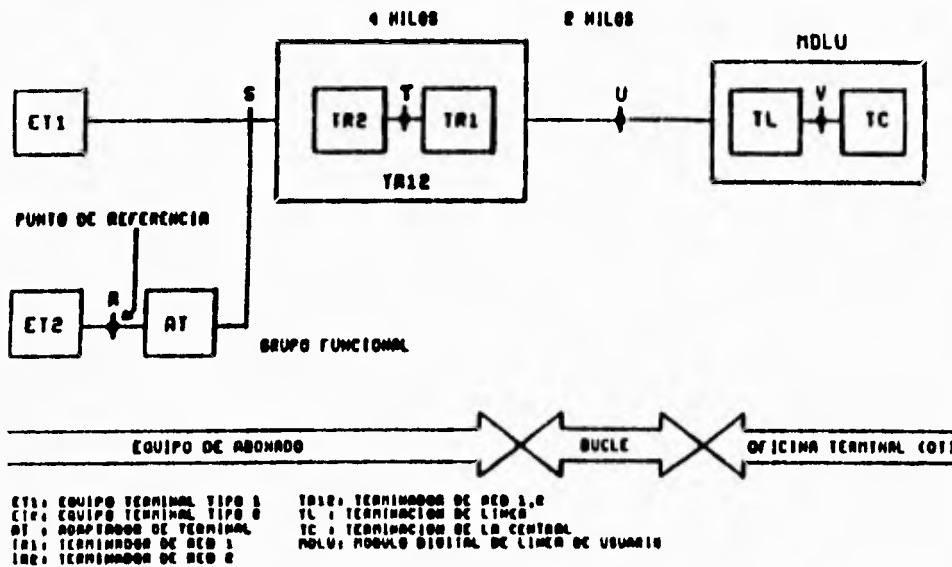 4 HILOS
2 HILOS
MDLU
S
T
U
V
ET1
TR2
TR1
TL
TC
TR12
PUNTO DE REFERENCIA
R
ET2
AT
GRUPO FUNCIONAL
EQUIPO DE ABONADO
BUCLE
OFICINA TERMINAL (OT)
ET1: EQUIPO TERMINAL TIPO 1
ET2: EQUIPO TERMINAL TIPO 2
AT : ADAPTADOR DE TERMINAL
TR1: TERMINADOR DE RED 1
TR2: TERMINADOR DE RED 2
TR12: TERMINADOR DE RED 1,2
TL : TERMINACION DE LINEA
TC : TERMINACION DE LA CENTRAL
MDLU: MODULO DIGITAL DE LINEA DE USUARIO